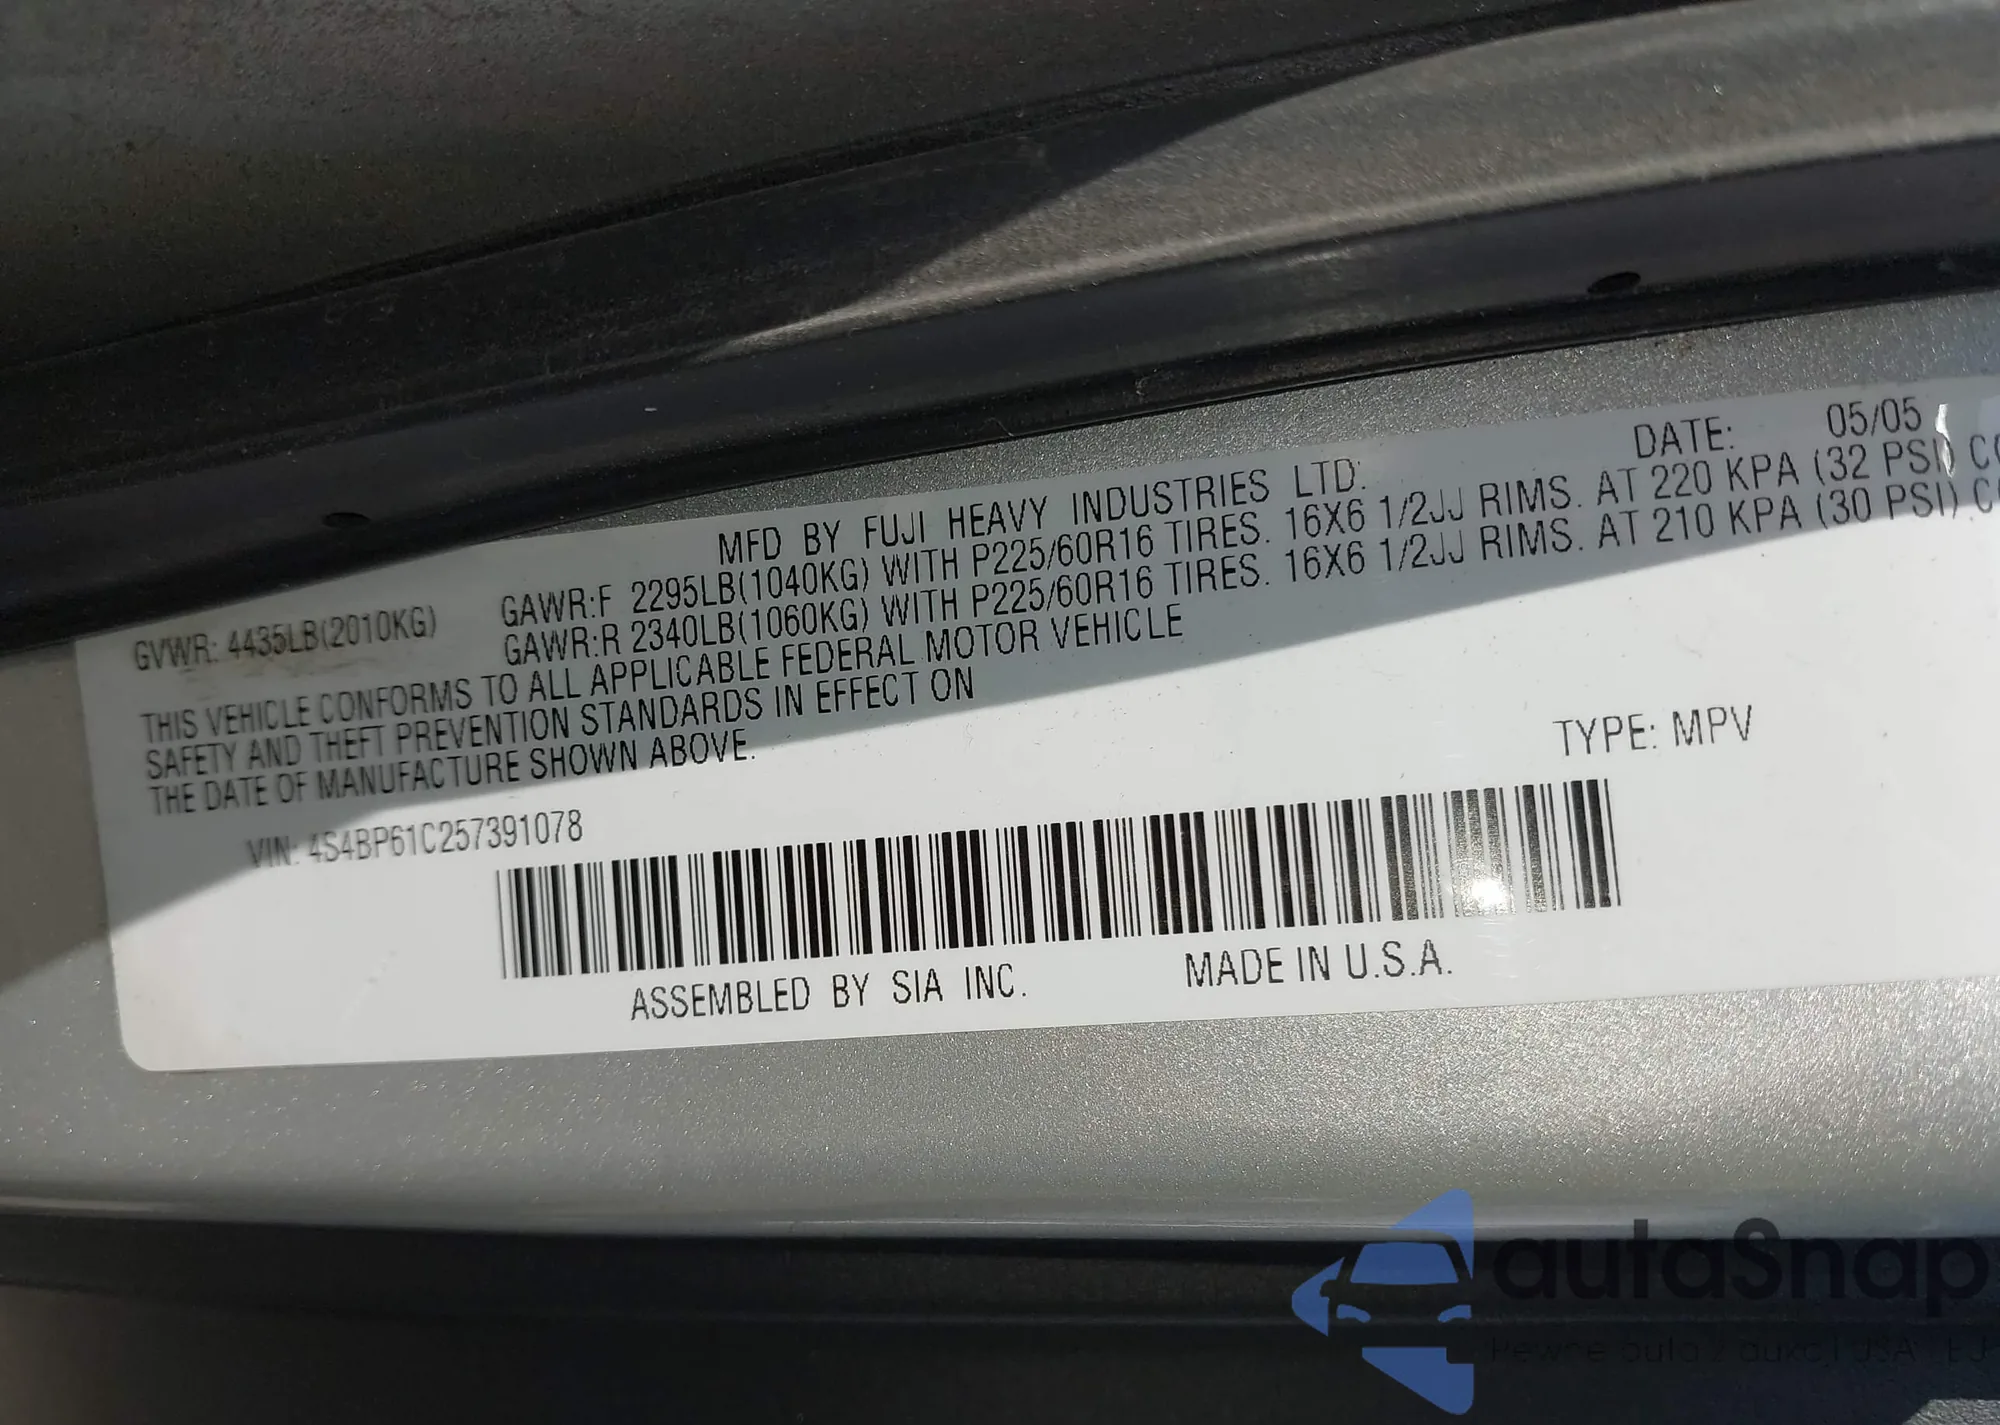 MFD BY FUJI HEAVY INDUSTRIES LTD. DATE: 05/05
GVWR: 4435LB(2010KG) GAWR:F 2295LB(1040KG) WITH P225/60R16 TIRES. 16X6 1/2JJ RIMS. AT 220 KPA (32 PSI)
GAWR:R 2340LB(1060KG) WITH P225/60R16 TIRES. 16X6 1/2JJ RIMS. AT 210 KPA (30 PSI)
THIS VEHICLE CONFORMS TO ALL APPLICABLE FEDERAL MOTOR VEHICLE
SAFETY AND THEFT PREVENTION STANDARDS IN EFFECT ON
THE DATE OF MANUFACTURE SHOWN ABOVE.
TYPE: MPV
VIN: 4S4BP61C257391078
ASSEMBLED BY SIA INC. MADE IN U.S.A.
autaSnap